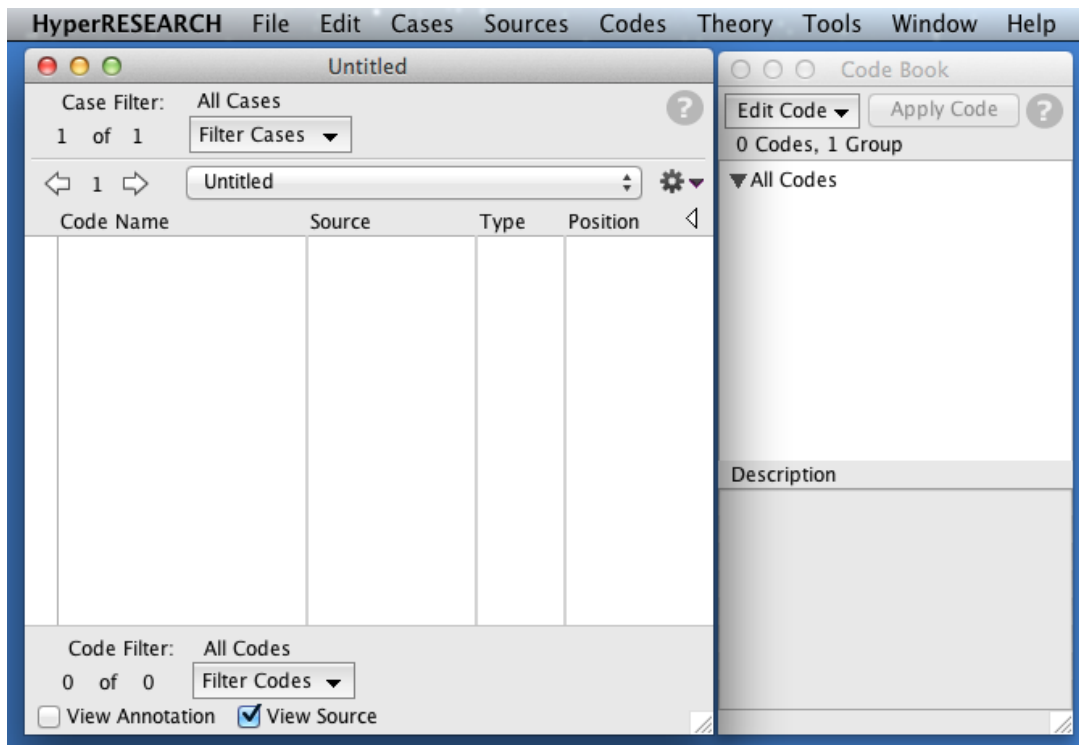 HyperRESEARCH File Edit Cases Sources Codes Theory Tools Window Help
Untitled
Case Filter: All Cases
1 of 1 Filter Cases
1 Untitled
Code Name Source Type Position
Code Filter: All Codes
0 of 0 Filter Codes
View Annotation View Source
Code Book
Edit Code Apply Code ?
0 Codes, 1 Group
All Codes
Description